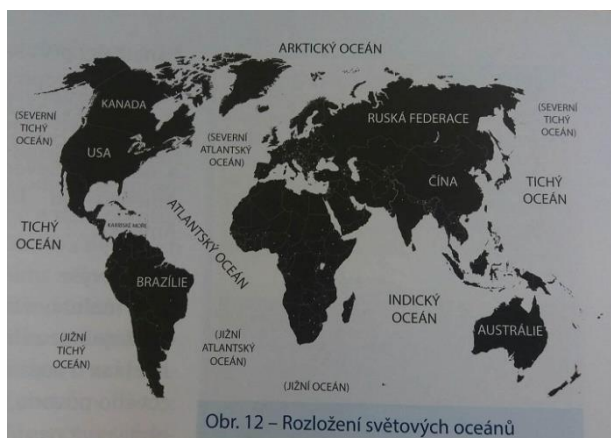 ARKTICKÝ OCEÁN
KANADA
(SEVERNÍ
TICHÝ
OCEÁN)
USA
(SEVERNÍ
ATLANTSKÝ
OCEÁN)
RUSKÁ FEDERACE
(SEVERNÍ
TICHÝ
OCEÁN)
ČÍNA
TICHÝ
OCEÁN
TICHÝ
OCEÁN
KARIBSKÉ MOŘE
ATLANTSKÝ OCEÁN
BRAZÍLIE
INDICKÝ
OCEÁN
AUSTRÁLIE
(JIŽNÍ
TICHÝ
OCEÁN)
(JIŽNÍ
ATLANTSKÝ
OCEÁN)
(JIŽNÍ OCEÁN)
Obr. 12 – Rozložení světových oceánů